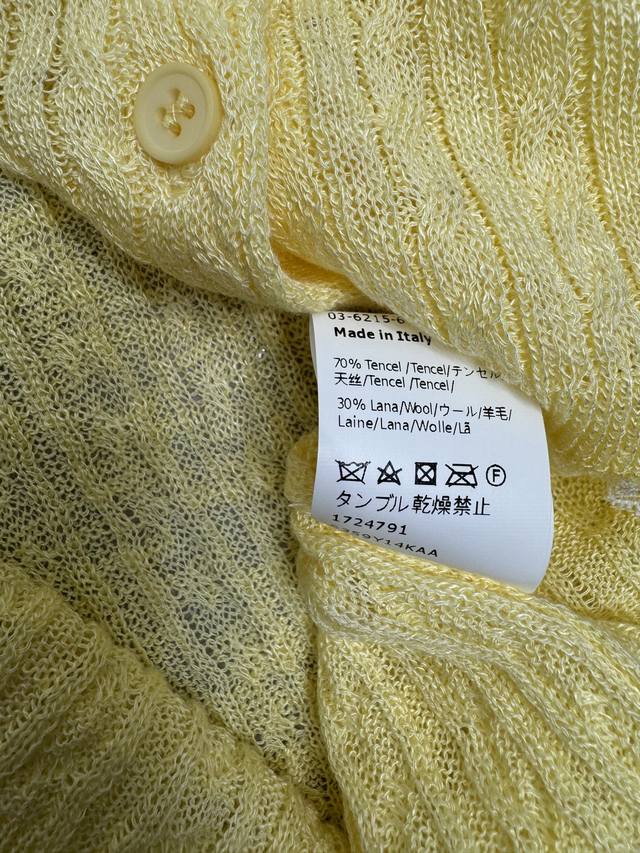 03-6215-6
Made in Italy
70% Tencel /Tencel/テンセル
天丝/Tencel /Tencel/
30% Lana/Wool/ウール/羊毛/
Laine/Lana/Wolle/Lã
F
タンブル乾燥禁止
1724791